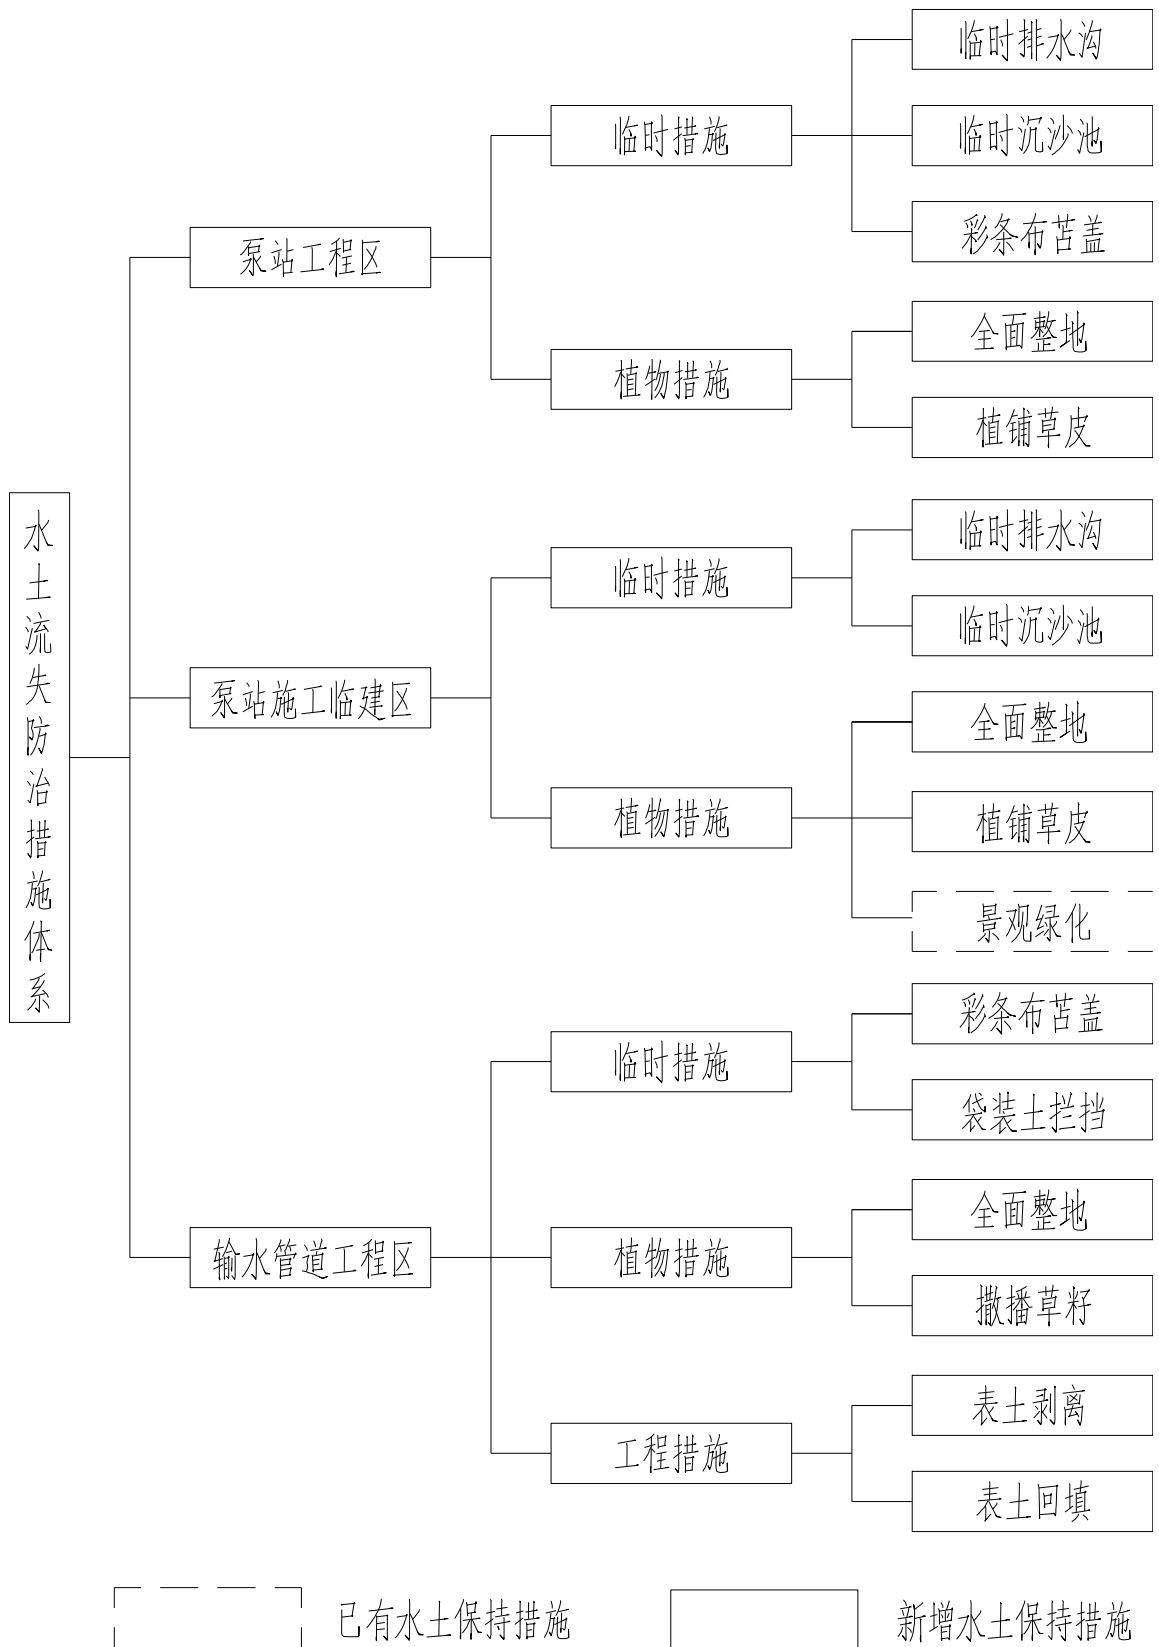 水土流失防治措施体系
泵站工程区
临时措施
临时排水沟
临时沉沙池
彩条布苫盖
植物措施
全面整地
植铺草皮
泵站施工临建区
临时措施
临时排水沟
临时沉沙池
植物措施
全面整地
植铺草皮
景观绿化
输水管道工程区
临时措施
彩条布苫盖
袋装土拦挡
植物措施
全面整地
撒播草籽
工程措施
表土剥离
表土回填
已有水土保持措施
新增水土保持措施